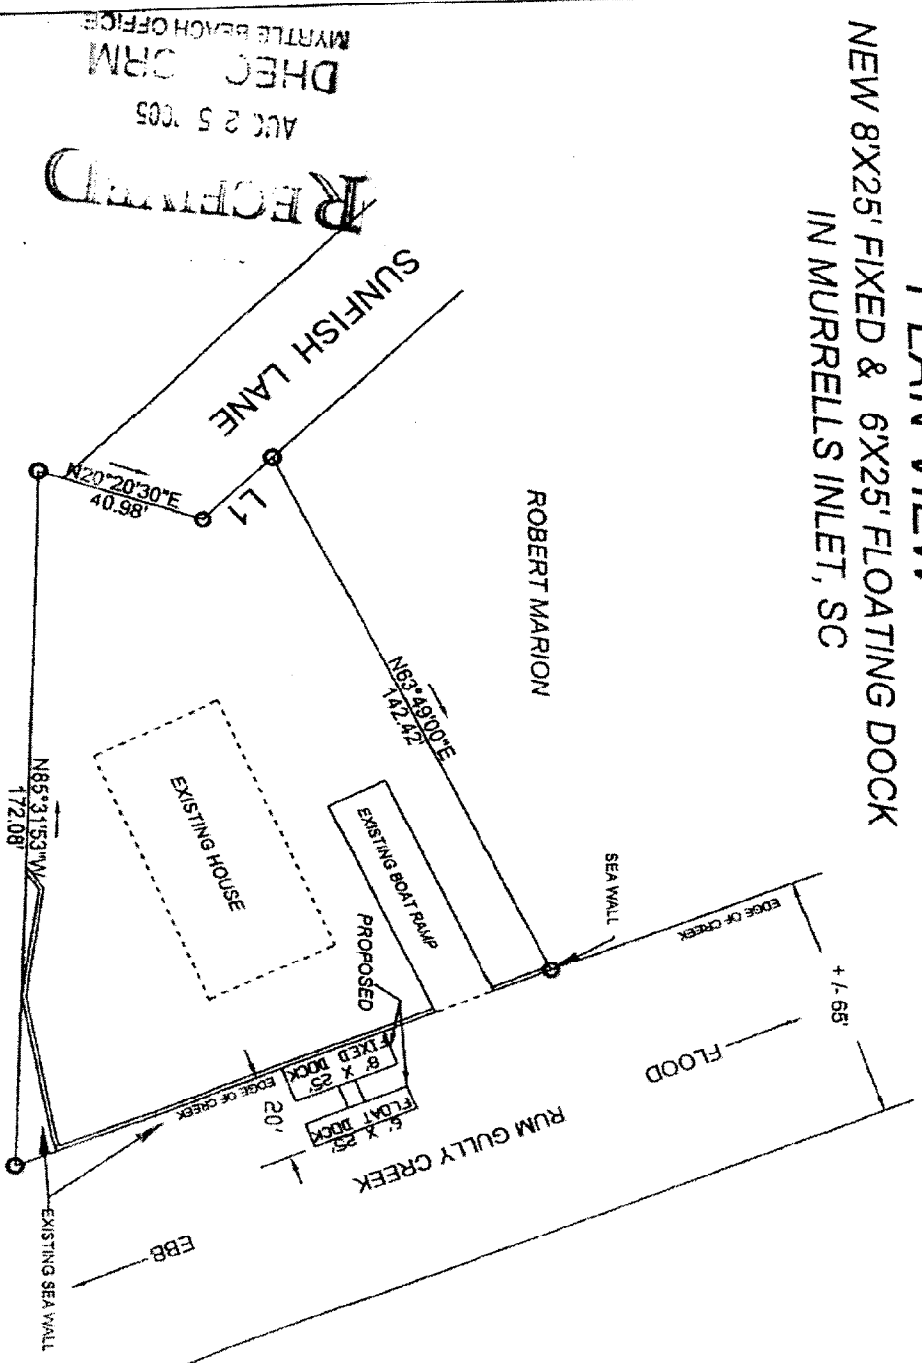 PLAN VIEW
NEW 8'X25' FIXED & 6'X25' FLOATING DOCK
IN MURRELLS INLET, SC
RECEIVED
AUG 25 2005
DHEC OCRM
MYRTLE BEACH OFFICE
SUNFISH LANE
N20°20'30"E
40.98'
L1
ROBERT MARION
N63°49'00"E
142.42'
EXISTING HOUSE
EXISTING BOAT RAMP
PROPOSED
SEA WALL
EDGE OF CREEK
+/- 65'
FLOOD
8' X 25'
FIXED DOCK
6' X 25'
FLOAT DOCK
20'
EDGE OF CREEK
RUM GULLY CREEK
EBB
N85°31'53"W
172.08'
EXISTING SEA WALL